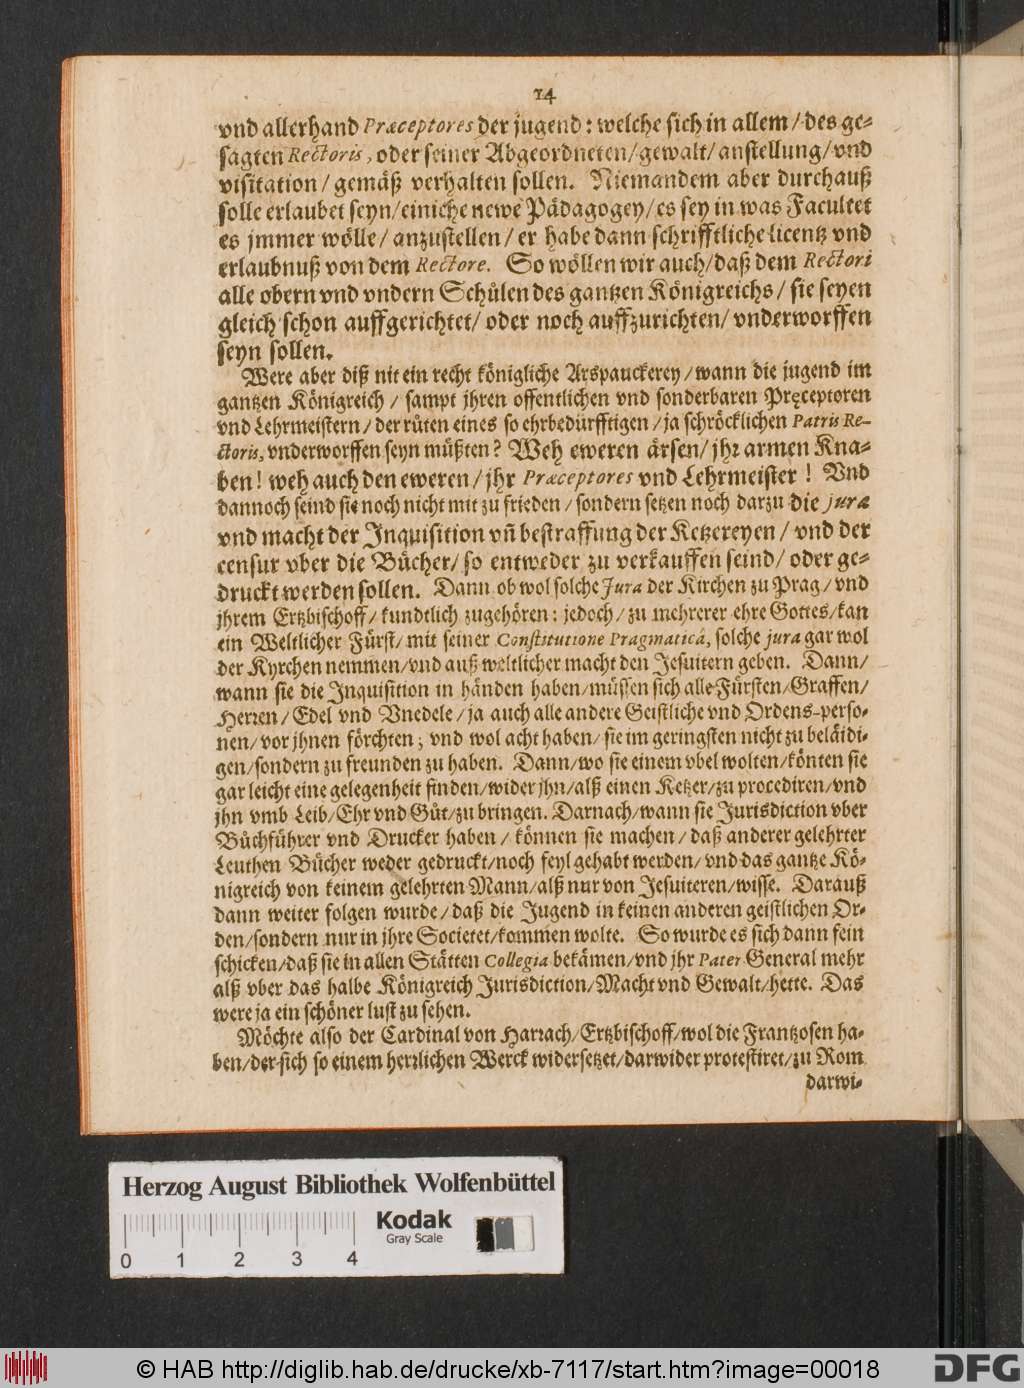 14
vnd allerhand Præceptores der jugend: welche sich in allem/ des ge-
sagten Rectoris, oder seiner Abgeordneten/ gewalt/ anstellung/ vnd
visitation/ gemäß verhalten sollen. Niemandem aber durchauß
solle erlaubet seyn/ einiche newe Pädagogey/ es sey in was Facultet
es jmmer wölle/ anzustellen/ er habe dann schrifftliche licentz vnd
erlaubnuß von dem Rectore. So wöllen wir auch/ daß dem Rectori
alle obern vnd vndern Schůlen des gantzen Königreichs/ sie seyen
gleich schon auffgerichtet/ oder noch auffzurichten/ vnderworffen
seyn sollen.
Were aber diß nit ein recht königliche Arspauckerey/ wann die jugend im
gantzen Königreich/ sampt jhren offentlichen vnd sonderbaren Pręceptoren
vnd Lehrmeistern/ der růten eines so ehrbedürfftigen/ ja schröcklichen Patris Re-
ctoris, vnderworffen seyn müßten? Weh eweren ärsen/ jhr armen Kna-
ben! weh auch den eweren/ jhr Præceptores vnd Lehrmeister! Vnd
dannoch seind sie noch nicht mit zu frieden/ sondern setzen noch darzu die jura
vnd macht der Inquisition vñ bestraffung der Ketzereyen/ vnd der
censur vber die Bücher/ so entweder zu verkauffen seind/ oder ge-
druckt werden sollen. Dann ob wol solche Jura der Kirchen zu Prag/ vnd
jhrem Ertzbischoff/ kundtlich zugehören: jedoch/ zu mehrerer ehre Gottes/ kan
ein Weltlicher Fürst/ mit seiner Constitutione Pragmaticâ, solche jura gar wol
der Kyrchen nemmen/ vnd auß weltlicher macht den Jesuitern geben. Dann/
wann sie die Inquisition in händen haben/ müssen sich alle Fürsten/ Graffen/
Herren/ Edel vnd Vnedele/ ja auch alle andere Geistliche vnd Ordens-perso-
nen/ vor jhnen förchten; vnd wol acht haben/ sie im geringsten nicht zu beläidi-
gen/ sondern zu freunden zu haben. Dann/ wo sie einem vbel wolten/ könten sie
gar leicht eine gelegenheit finden/ wider jhn/ alß einen Ketzer/ zu procediren/ vnd
jhn vmb Leib/ Ehr vnd Gůt/ zu bringen. Darnach/ wann sie Jurisdiction vber
Bůchführer vnd Drucker haben/ können sie machen/ daß anderer gelehrter
Leuthen Bücher weder gedruckt/ noch feyl gehabt werden/ vnd das gantze Kö-
nigreich von keinem gelehrten Mann/ alß nur von Jesuiteren/ wisse. Darauß
dann weiter folgen wurde/ daß die Jugend in keinen anderen geistlichen Or-
den/ sondern nur in jhre Societet/ kommen wolte. So wurde es sich dann fein
schicken/ daß sie in allen Stätten Collegia bekämen/ vnd jhr Pater General mehr
alß vber das halbe Königreich Jurisdiction/ Macht vnd Gewalt/ hette. Das
were ja ein schöner lust zu sehen.
Möchte also der Cardinal von Harrach/ Ertzbischoff/ wol die Frantzosen ha-
ben/ der sich so einem herrlichen Werck widersetzet/ darwider protestiret/ zu Rom
darwi-
Herzog August Bibliothek Wolfenbüttel
Kodak
Gray Scale
0 1 2 3 4
© HAB http://diglib.hab.de/drucke/xb-7117/start.htm?image=00018
DFG